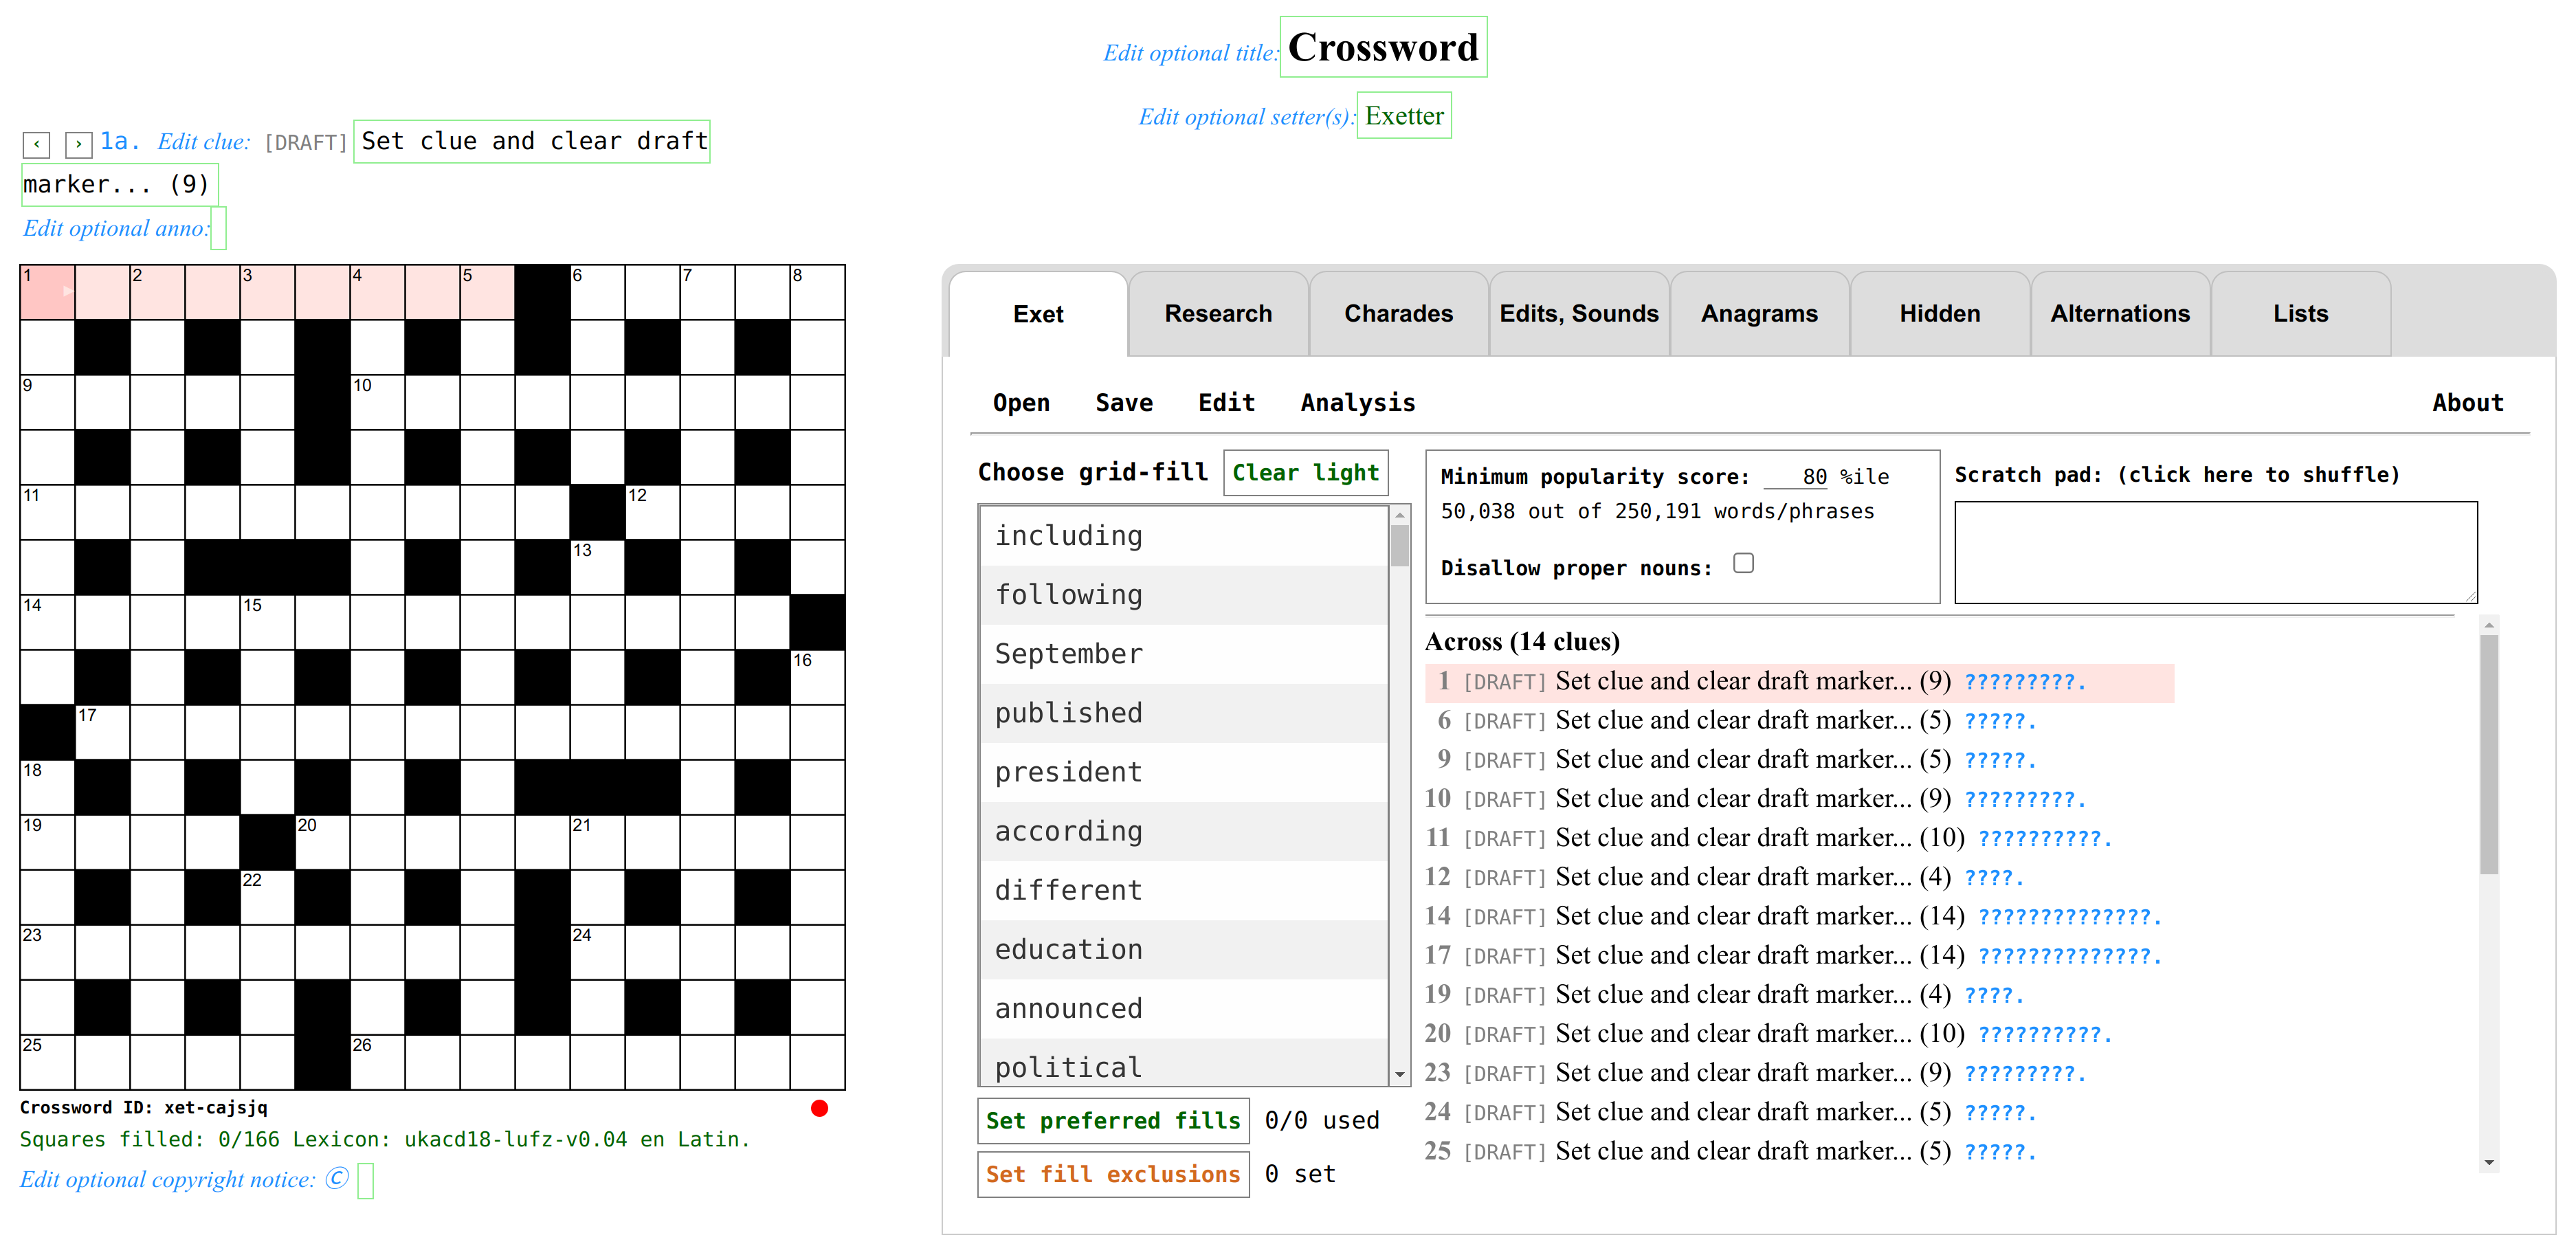 Edit optional title: Crossword
Edit optional setter(s): Exetter
‹ › 1a. Edit clue: [DRAFT] Set clue and clear draft
marker... (9)
Edit optional anno:
1 2 3 4 5 6 7 8
9 10
11 12
13
14 15
16
17
18
19 20 21
22
23 24
25 26
Crossword ID: xet-cajsjq
Squares filled: 0/166 Lexicon: ukacd18-lufz-v0.04 en Latin.
Edit optional copyright notice: ©
Exet Research Charades Edits, Sounds Anagrams Hidden Alternations Lists
Open Save Edit Analysis About
Choose grid-fill Clear light
including
following
September
published
president
according
different
education
announced
political
Set preferred fills 0/0 used
Set fill exclusions 0 set
Minimum popularity score: 80 %ile
50,038 out of 250,191 words/phrases
Disallow proper nouns:
Scratch pad: (click here to shuffle)
Across (14 clues)
1 [DRAFT] Set clue and clear draft marker... (9) ?????????.
6 [DRAFT] Set clue and clear draft marker... (5) ?????.
9 [DRAFT] Set clue and clear draft marker... (5) ?????.
10 [DRAFT] Set clue and clear draft marker... (9) ?????????.
11 [DRAFT] Set clue and clear draft marker... (10) ??????????.
12 [DRAFT] Set clue and clear draft marker... (4) ????.
14 [DRAFT] Set clue and clear draft marker... (14) ??????????????.
17 [DRAFT] Set clue and clear draft marker... (14) ??????????????.
19 [DRAFT] Set clue and clear draft marker... (4) ????.
20 [DRAFT] Set clue and clear draft marker... (10) ??????????.
23 [DRAFT] Set clue and clear draft marker... (9) ?????????.
24 [DRAFT] Set clue and clear draft marker... (5) ?????.
25 [DRAFT] Set clue and clear draft marker... (5) ?????.